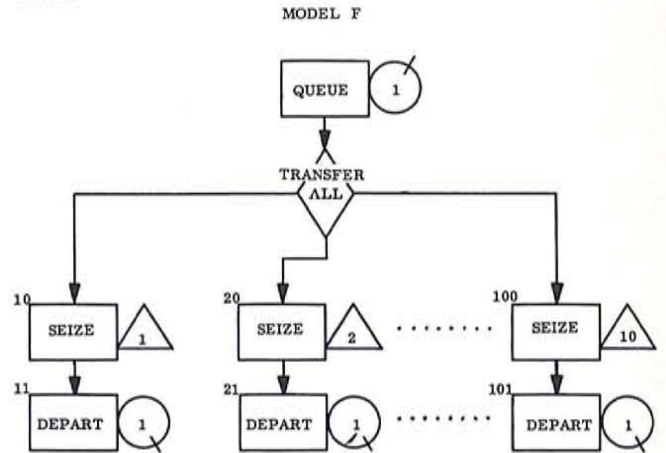 MODEL F
QUEUE 1
TRANSFER
ALL
10 20 100
SEIZE 1 SEIZE 2 SEIZE 10
11 21 101
DEPART 1 DEPART 1 DEPART 1